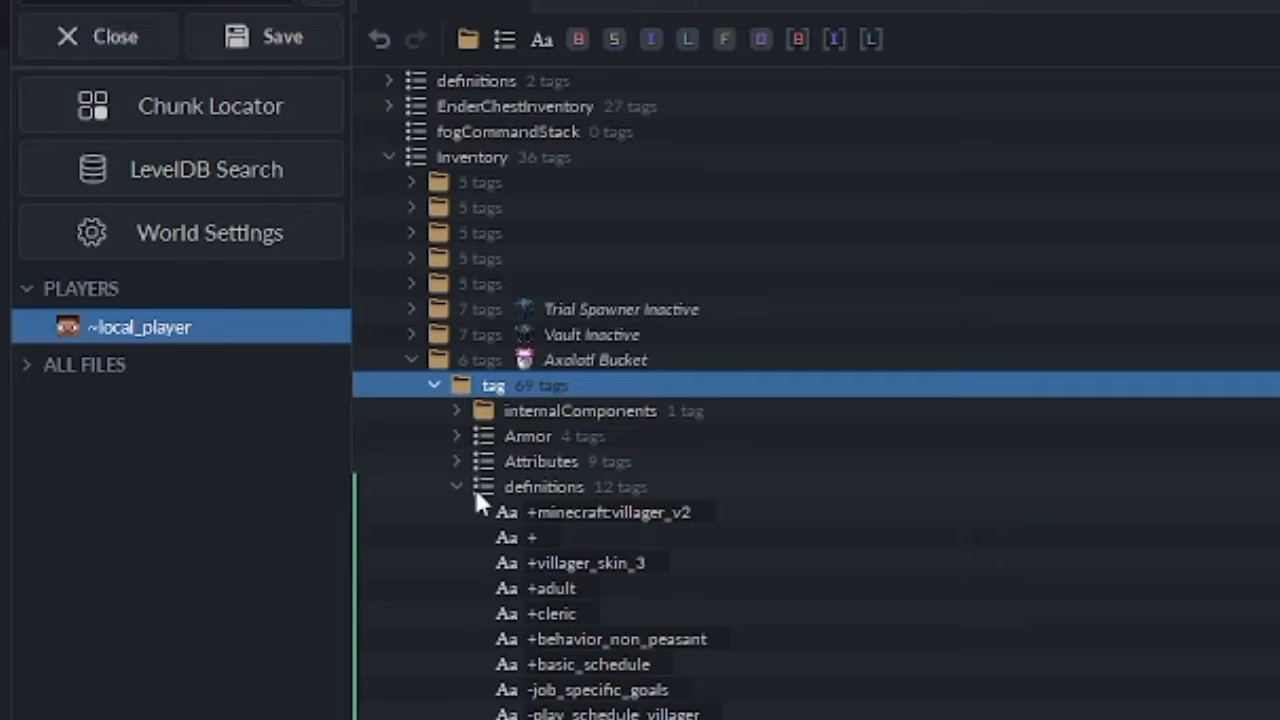 Close Save
Aa B S I L F D [B] [I] [L]
Chunk Locator
LevelDB Search
World Settings
PLAYERS
~local_player
ALL FILES
definitions 2 tags
EnderChestInventory 27 tags
fogCommandStack 0 tags
Inventory 36 tags
5 tags
5 tags
5 tags
5 tags
5 tags
7 tags Trial Spawner Inactive
7 tags Vault Inactive
6 tags Axolotl Bucket
tag 69 tags
internalComponents 1 tag
Armor 4 tags
Attributes 9 tags
definitions 12 tags
Aa +minecraft:villager_v2
Aa +
Aa +villager_skin_3
Aa +adult
Aa +cleric
Aa +behavior_non_peasant
Aa +basic_schedule
Aa -job_specific_goals
Aa -play_schedule_villager